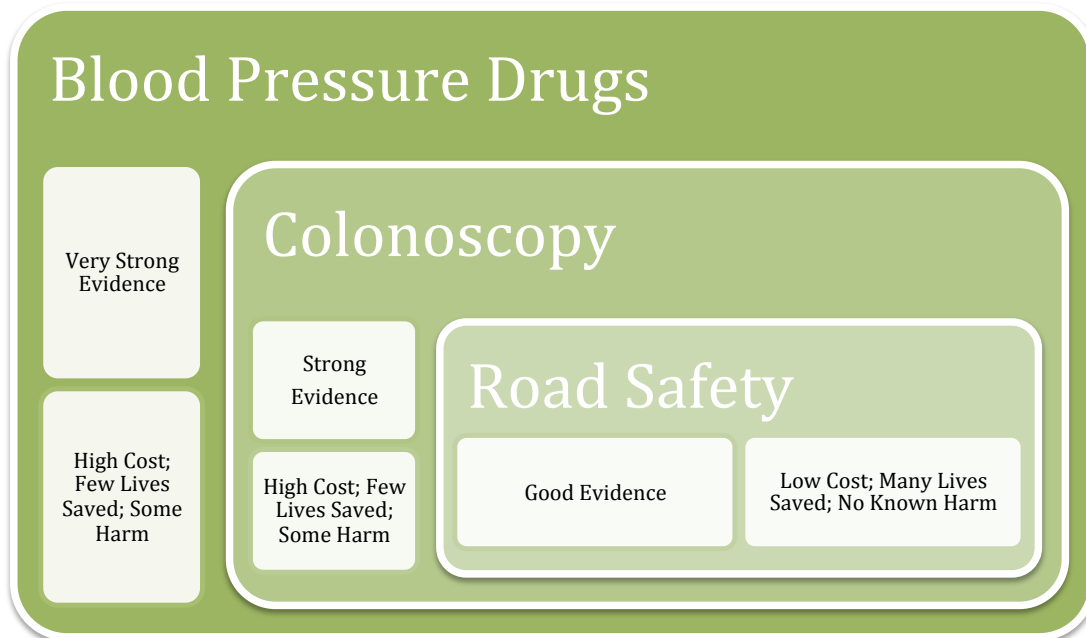 Blood Pressure Drugs
Very Strong
Evidence
High Cost;
Few Lives
Saved; Some
Harm
Colonoscopy
Strong
Evidence
High Cost; Few
Lives Saved;
Some Harm
Road Safety
Good Evidence
Low Cost; Many Lives
Saved; No Known Harm